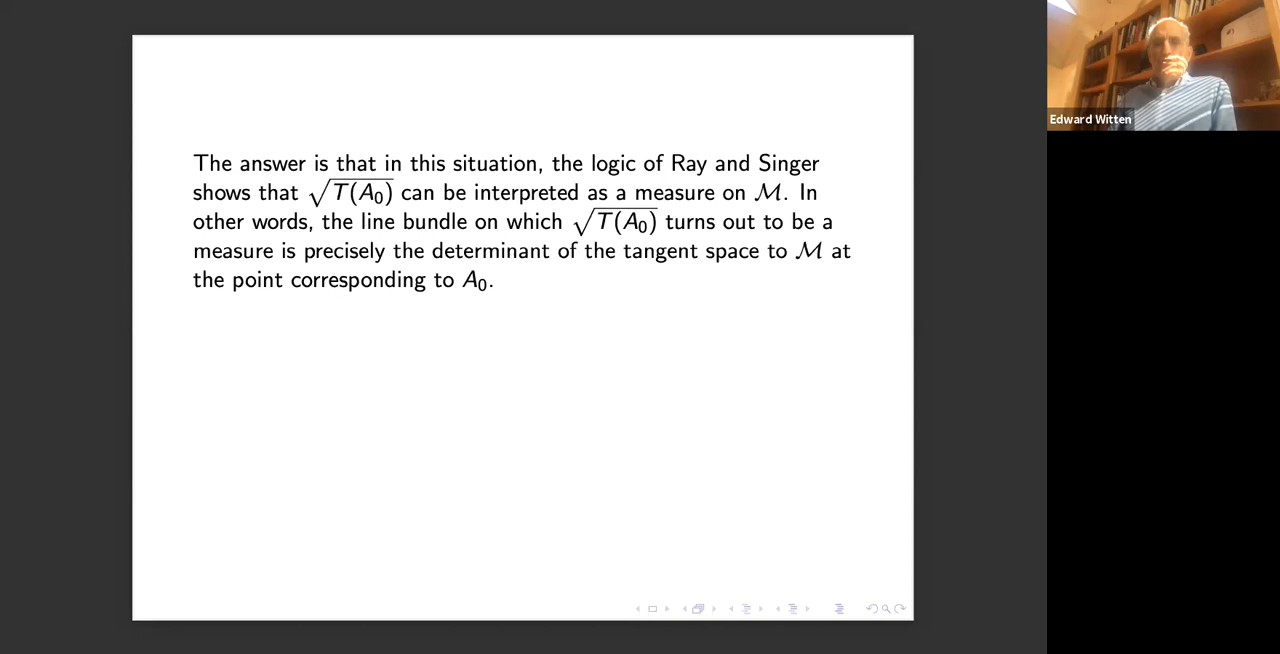 The answer is that in this situation, the logic of Ray and Singer
shows that √T(A₀) can be interpreted as a measure on ℳ. In
other words, the line bundle on which √T(A₀) turns out to be a
measure is precisely the determinant of the tangent space to ℳ at
the point corresponding to A₀.
Edward Witten